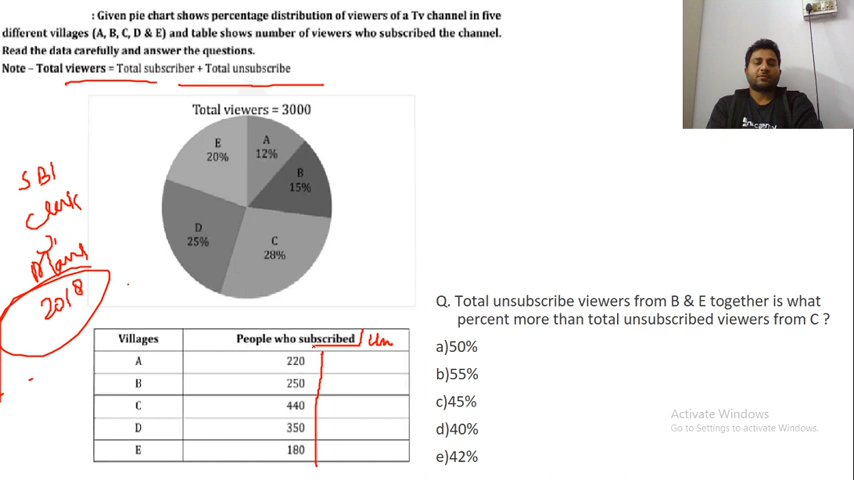 : Given pie chart shows percentage distribution of viewers of a Tv channel in five
different villages (A, B, C, D & E) and table shows number of viewers who subscribed the channel.
Read the data carefully and answer the questions.
Note – Total viewers = Total subscriber + Total unsubscribe
Total viewers = 3000
A
12%
B
15%
C
28%
D
25%
E
20%
SBI
Clerk
Mains
2018
Villages People who subscribed Un
A 220
B 250
C 440
D 350
E 180
Q. Total unsubscribe viewers from B & E together is what
percent more than total unsubscribed viewers from C ?
a)50%
b)55%
c)45%
d)40%
e)42%
Activate Windows
Go to Settings to activate Windows.